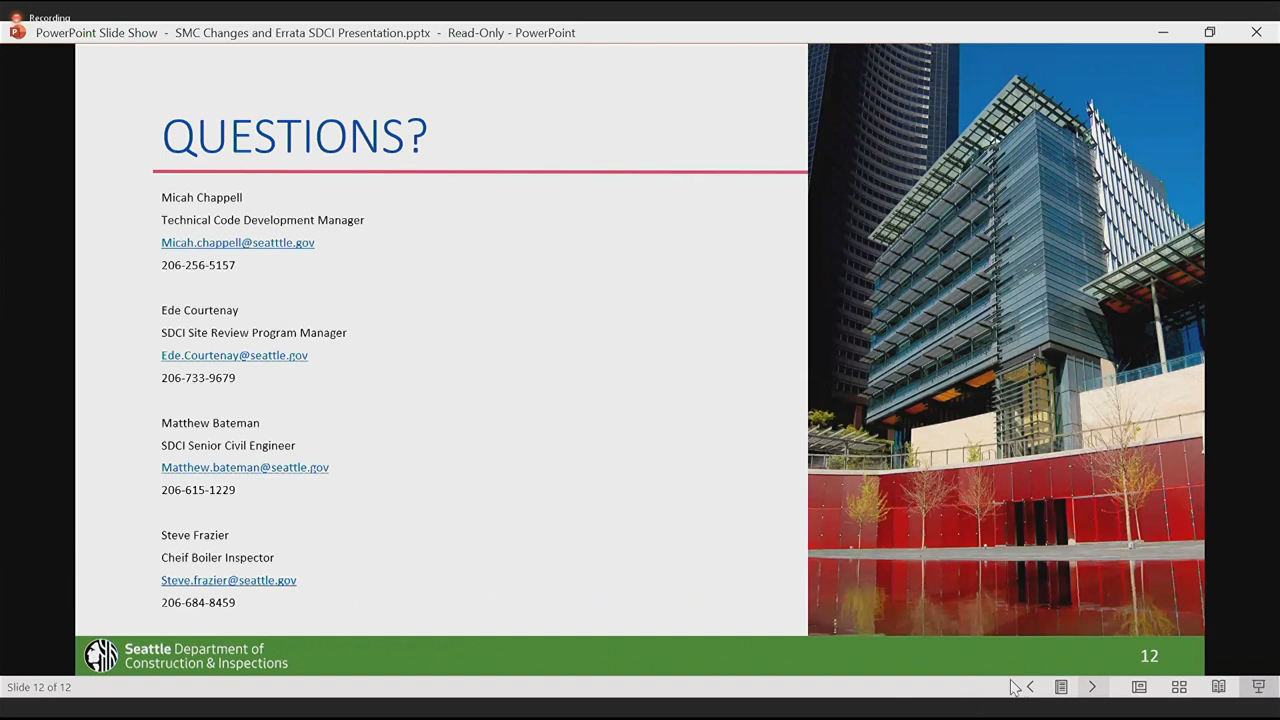 Recording
PowerPoint Slide Show - SMC Changes and Errata SDCI Presentation.pptx - Read-Only - PowerPoint
QUESTIONS?
Micah Chappell
Technical Code Development Manager
Micah.chappell@seatttle.gov
206-256-5157
Ede Courtenay
SDCI Site Review Program Manager
Ede.Courtenay@seattle.gov
206-733-9679
Matthew Bateman
SDCI Senior Civil Engineer
Matthew.bateman@seattle.gov
206-615-1229
Steve Frazier
Cheif Boiler Inspector
Steve.frazier@seattle.gov
206-684-8459
Seattle Department of
Construction & Inspections
12
Slide 12 of 12